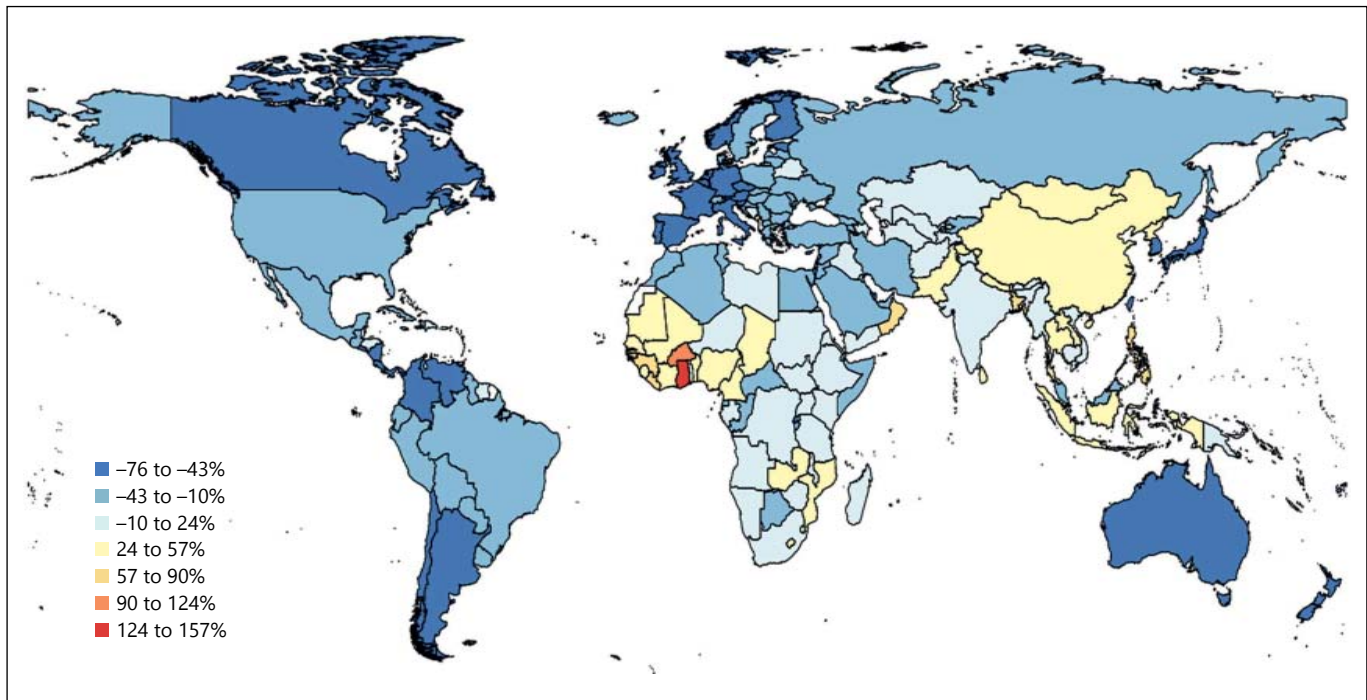 –76 to –43%
–43 to –10%
–10 to 24%
24 to 57%
57 to 90%
90 to 124%
124 to 157%